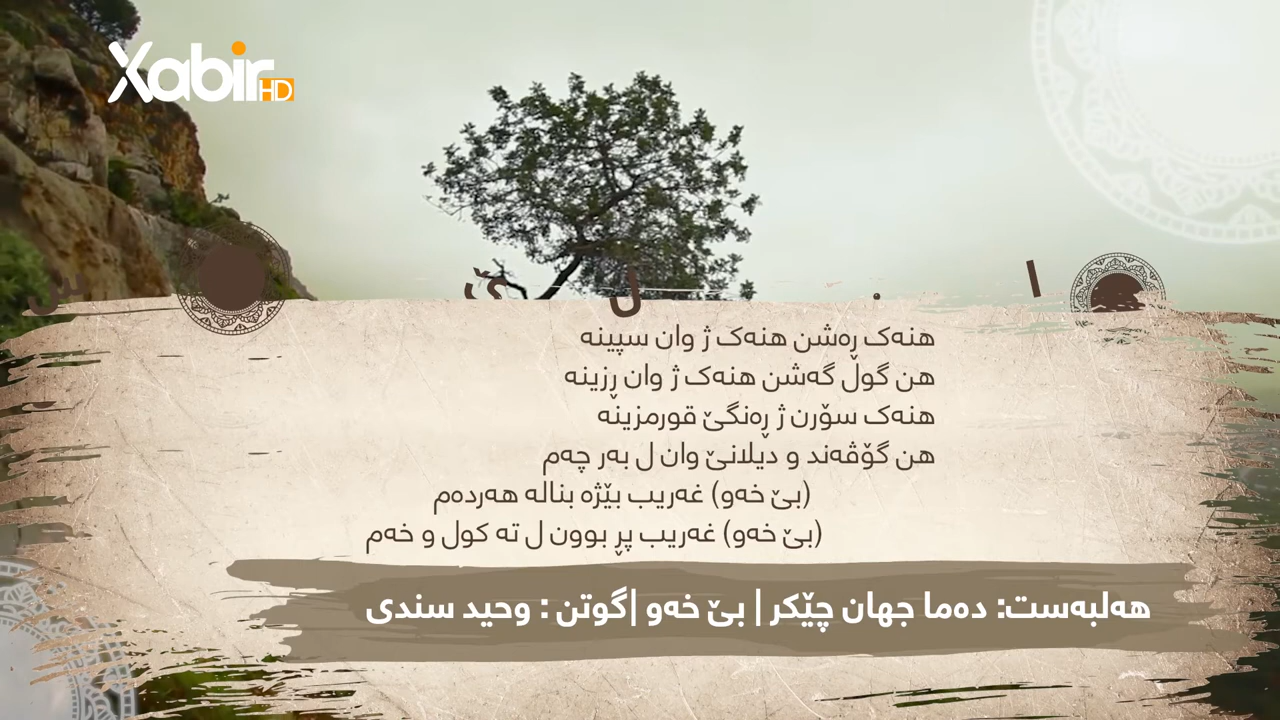 Xabir HD
هنەک ڕەشن هنەک ژ وان سپینە
هن گوڵ گەشن هنەک ژ وان ڕزینە
هنەک سۆرن ژ ڕەنگێ قورمزینە
هن گۆڤەند و دیلانێ وان ل بەر چەم
(بێ خەو) غەریب بێژە بنالە هەردەم
(بێ خەو) غەریب پڕ بوون ل تە کول و خەم
هەلبەست: دەما جهان چێکر | بێ خەو |گوتن : وحید سندی